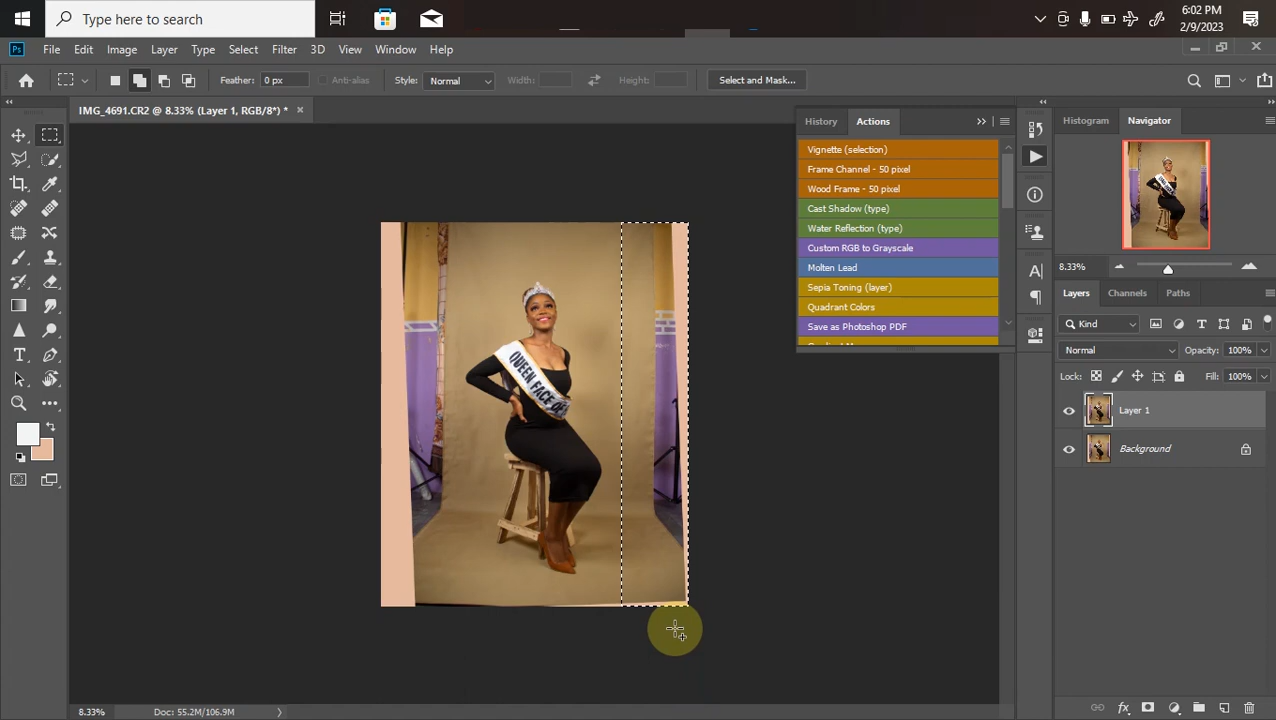 Type here to search
6:02 PM
2/9/2023
Ps File Edit Image Layer Type Select Filter 3D View Window Help
Feather: 0 px Anti-alias Style: Normal Width: Height: Select and Mask...
IMG_4691.CR2 @ 8.33% (Layer 1, RGB/8*) *
History Actions
Vignette (selection)
Frame Channel - 50 pixel
Wood Frame - 50 pixel
Cast Shadow (type)
Water Reflection (type)
Custom RGB to Grayscale
Molten Lead
Sepia Toning (layer)
Quadrant Colors
Save as Photoshop PDF
Histogram Navigator
8.33%
Layers Channels Paths
Kind
Normal Opacity: 100%
Lock: Fill: 100%
Layer 1
Background
QUEEN FACE OF
8.33% Doc: 55.2M/106.9M